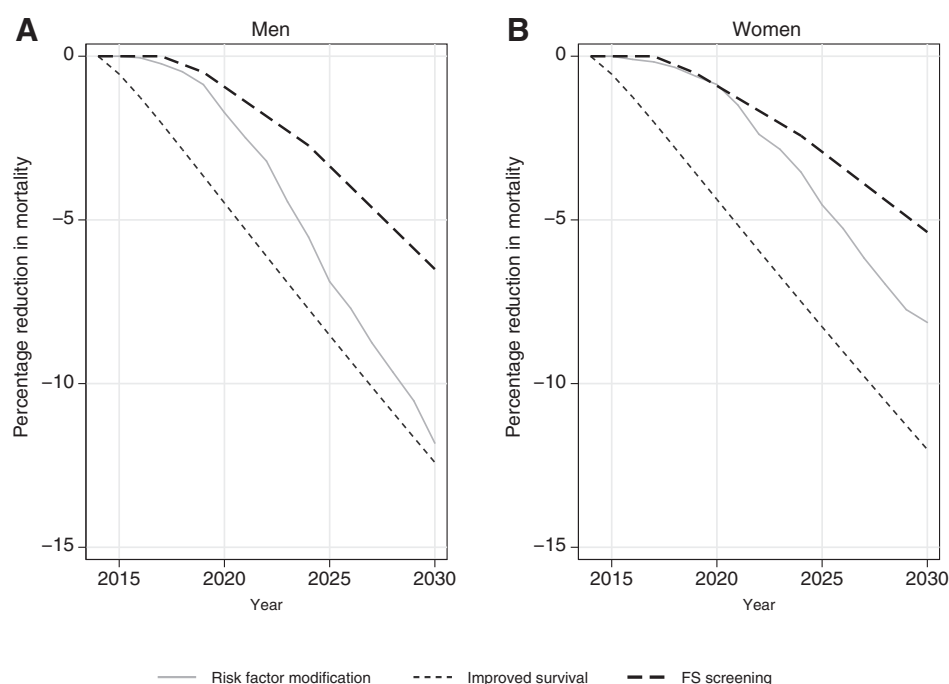 A
Men
Percentage reduction in mortality
0
−5
−10
−15
2015 2020 2025 2030
Year
B
Women
Percentage reduction in mortality
0
−5
−10
−15
2015 2020 2025 2030
Year
Risk factor modification Improved survival FS screening